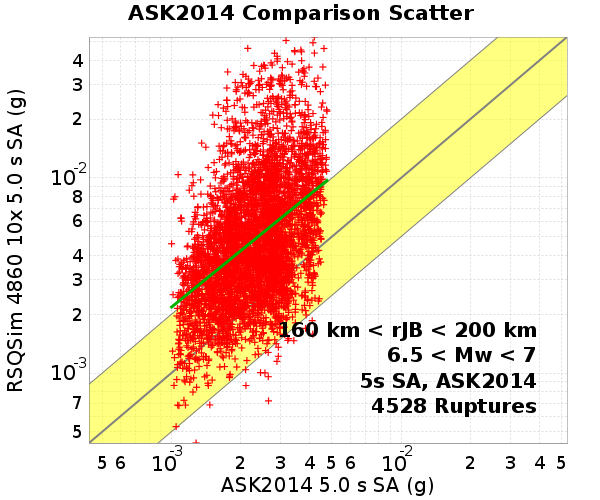 ASK2014 Comparison Scatter
RSQSim 4860 10x 5.0 s SA (g)
4
3
2
10-2
8
6
4
3
2
10-3
7
5
160 km < rJB < 200 km
6.5 < Mw < 7
5s SA, ASK2014
4528 Ruptures
5 6 10-3 2 3 4 5 6 10-2 2 3 4 5
ASK2014 5.0 s SA (g)